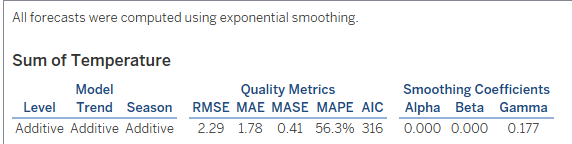 All forecasts were computed using exponential smoothing.
Sum of Temperature
Model Quality Metrics Smoothing Coefficients
Level Trend Season RMSE MAE MASE MAPE AIC Alpha Beta Gamma
Additive Additive Additive 2.29 1.78 0.41 56.3% 316 0.000 0.000 0.177